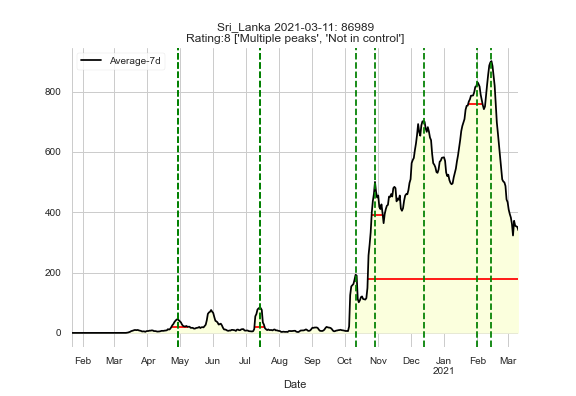 Sri_Lanka 2021-03-11: 86989
Rating:8 ['Multiple peaks', 'Not in control']
Average-7d
800
600
400
200
0
Feb Mar Apr May Jun Jul Aug Sep Oct Nov Dec Jan Feb Mar
2021
Date